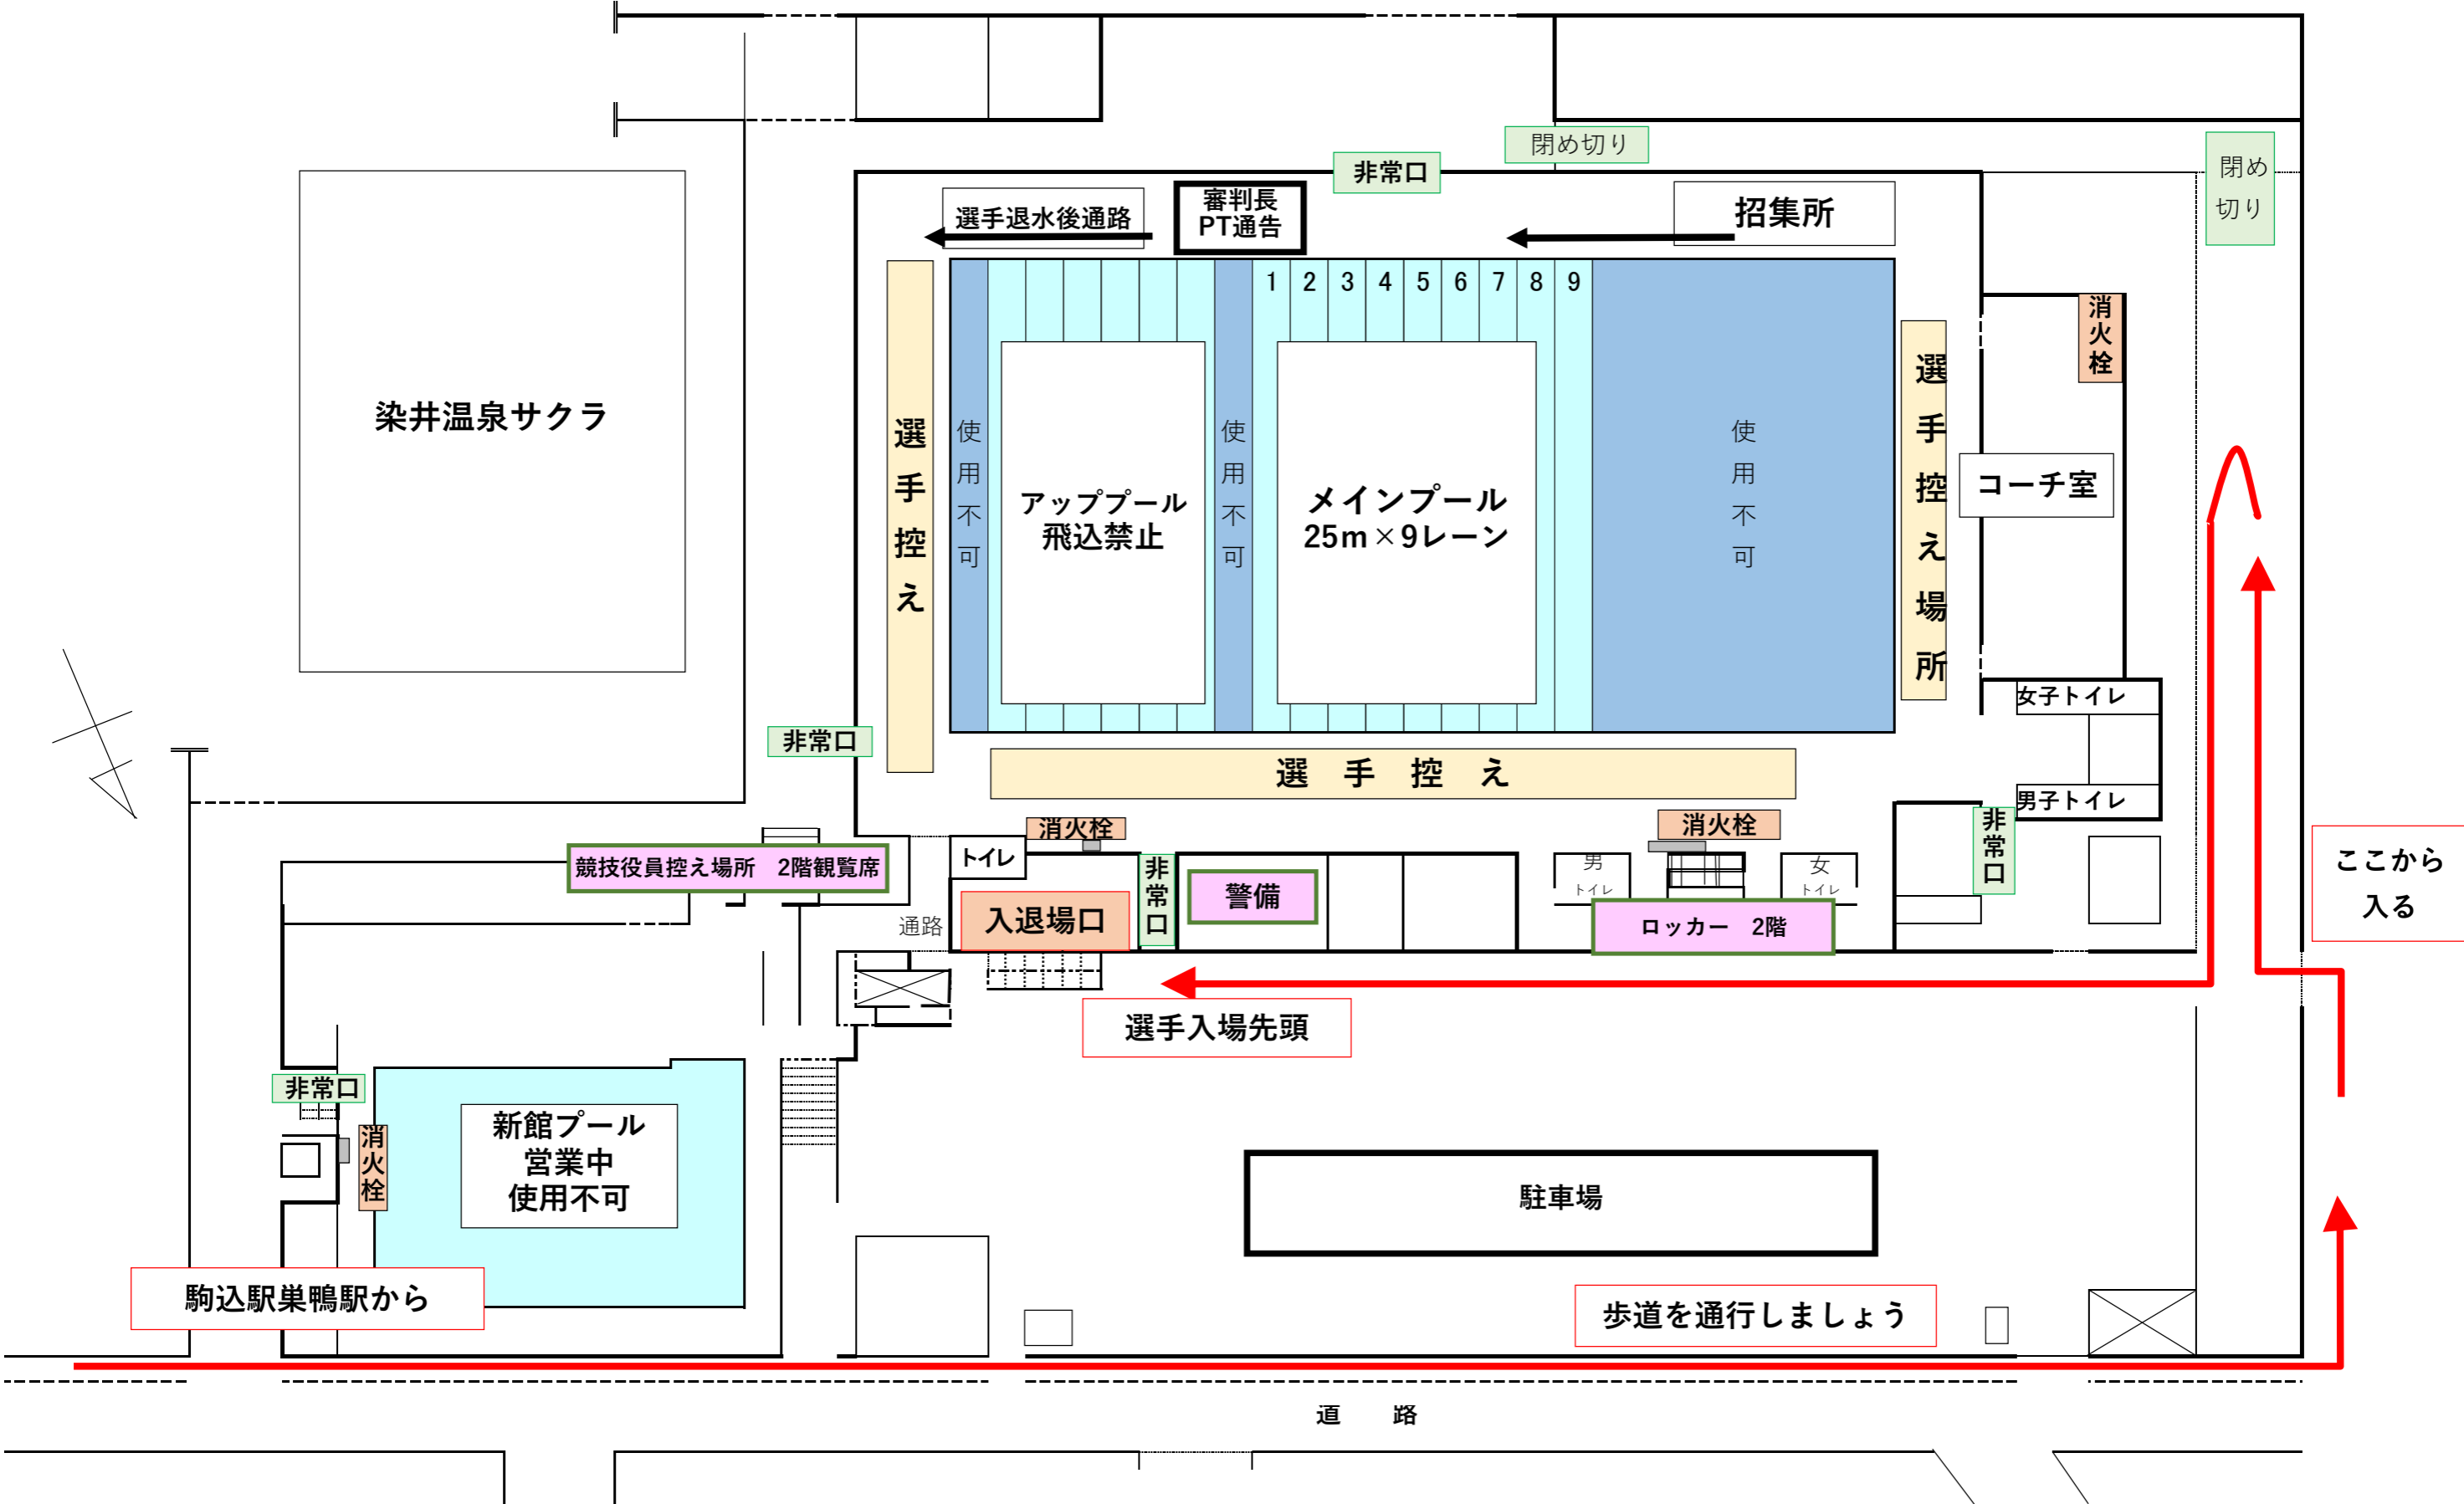 閉め切り
非常口
閉め
切り
選手退水後通路
審判長
PT通告
招集所
1 2 3 4 5 6 7 8 9
消火栓
染井温泉サクラ
選手控え
使用不可
アッププール
飛込禁止
使用不可
メインプール
25m×9レーン
使用不可
選手控え場所
コーチ室
女子トイレ
非常口
選 手 控 え
男子トイレ
消火栓
消火栓
非常口
ここから
入る
競技役員控え場所　2階観覧席
トイレ
非常口
男
トイレ
女
トイレ
警備
通路
入退場口
ロッカー　2階
選手入場先頭
非常口
消火栓
新館プール
営業中
使用不可
駐車場
駒込駅巣鴨駅から
歩道を通行しましょう
道　路